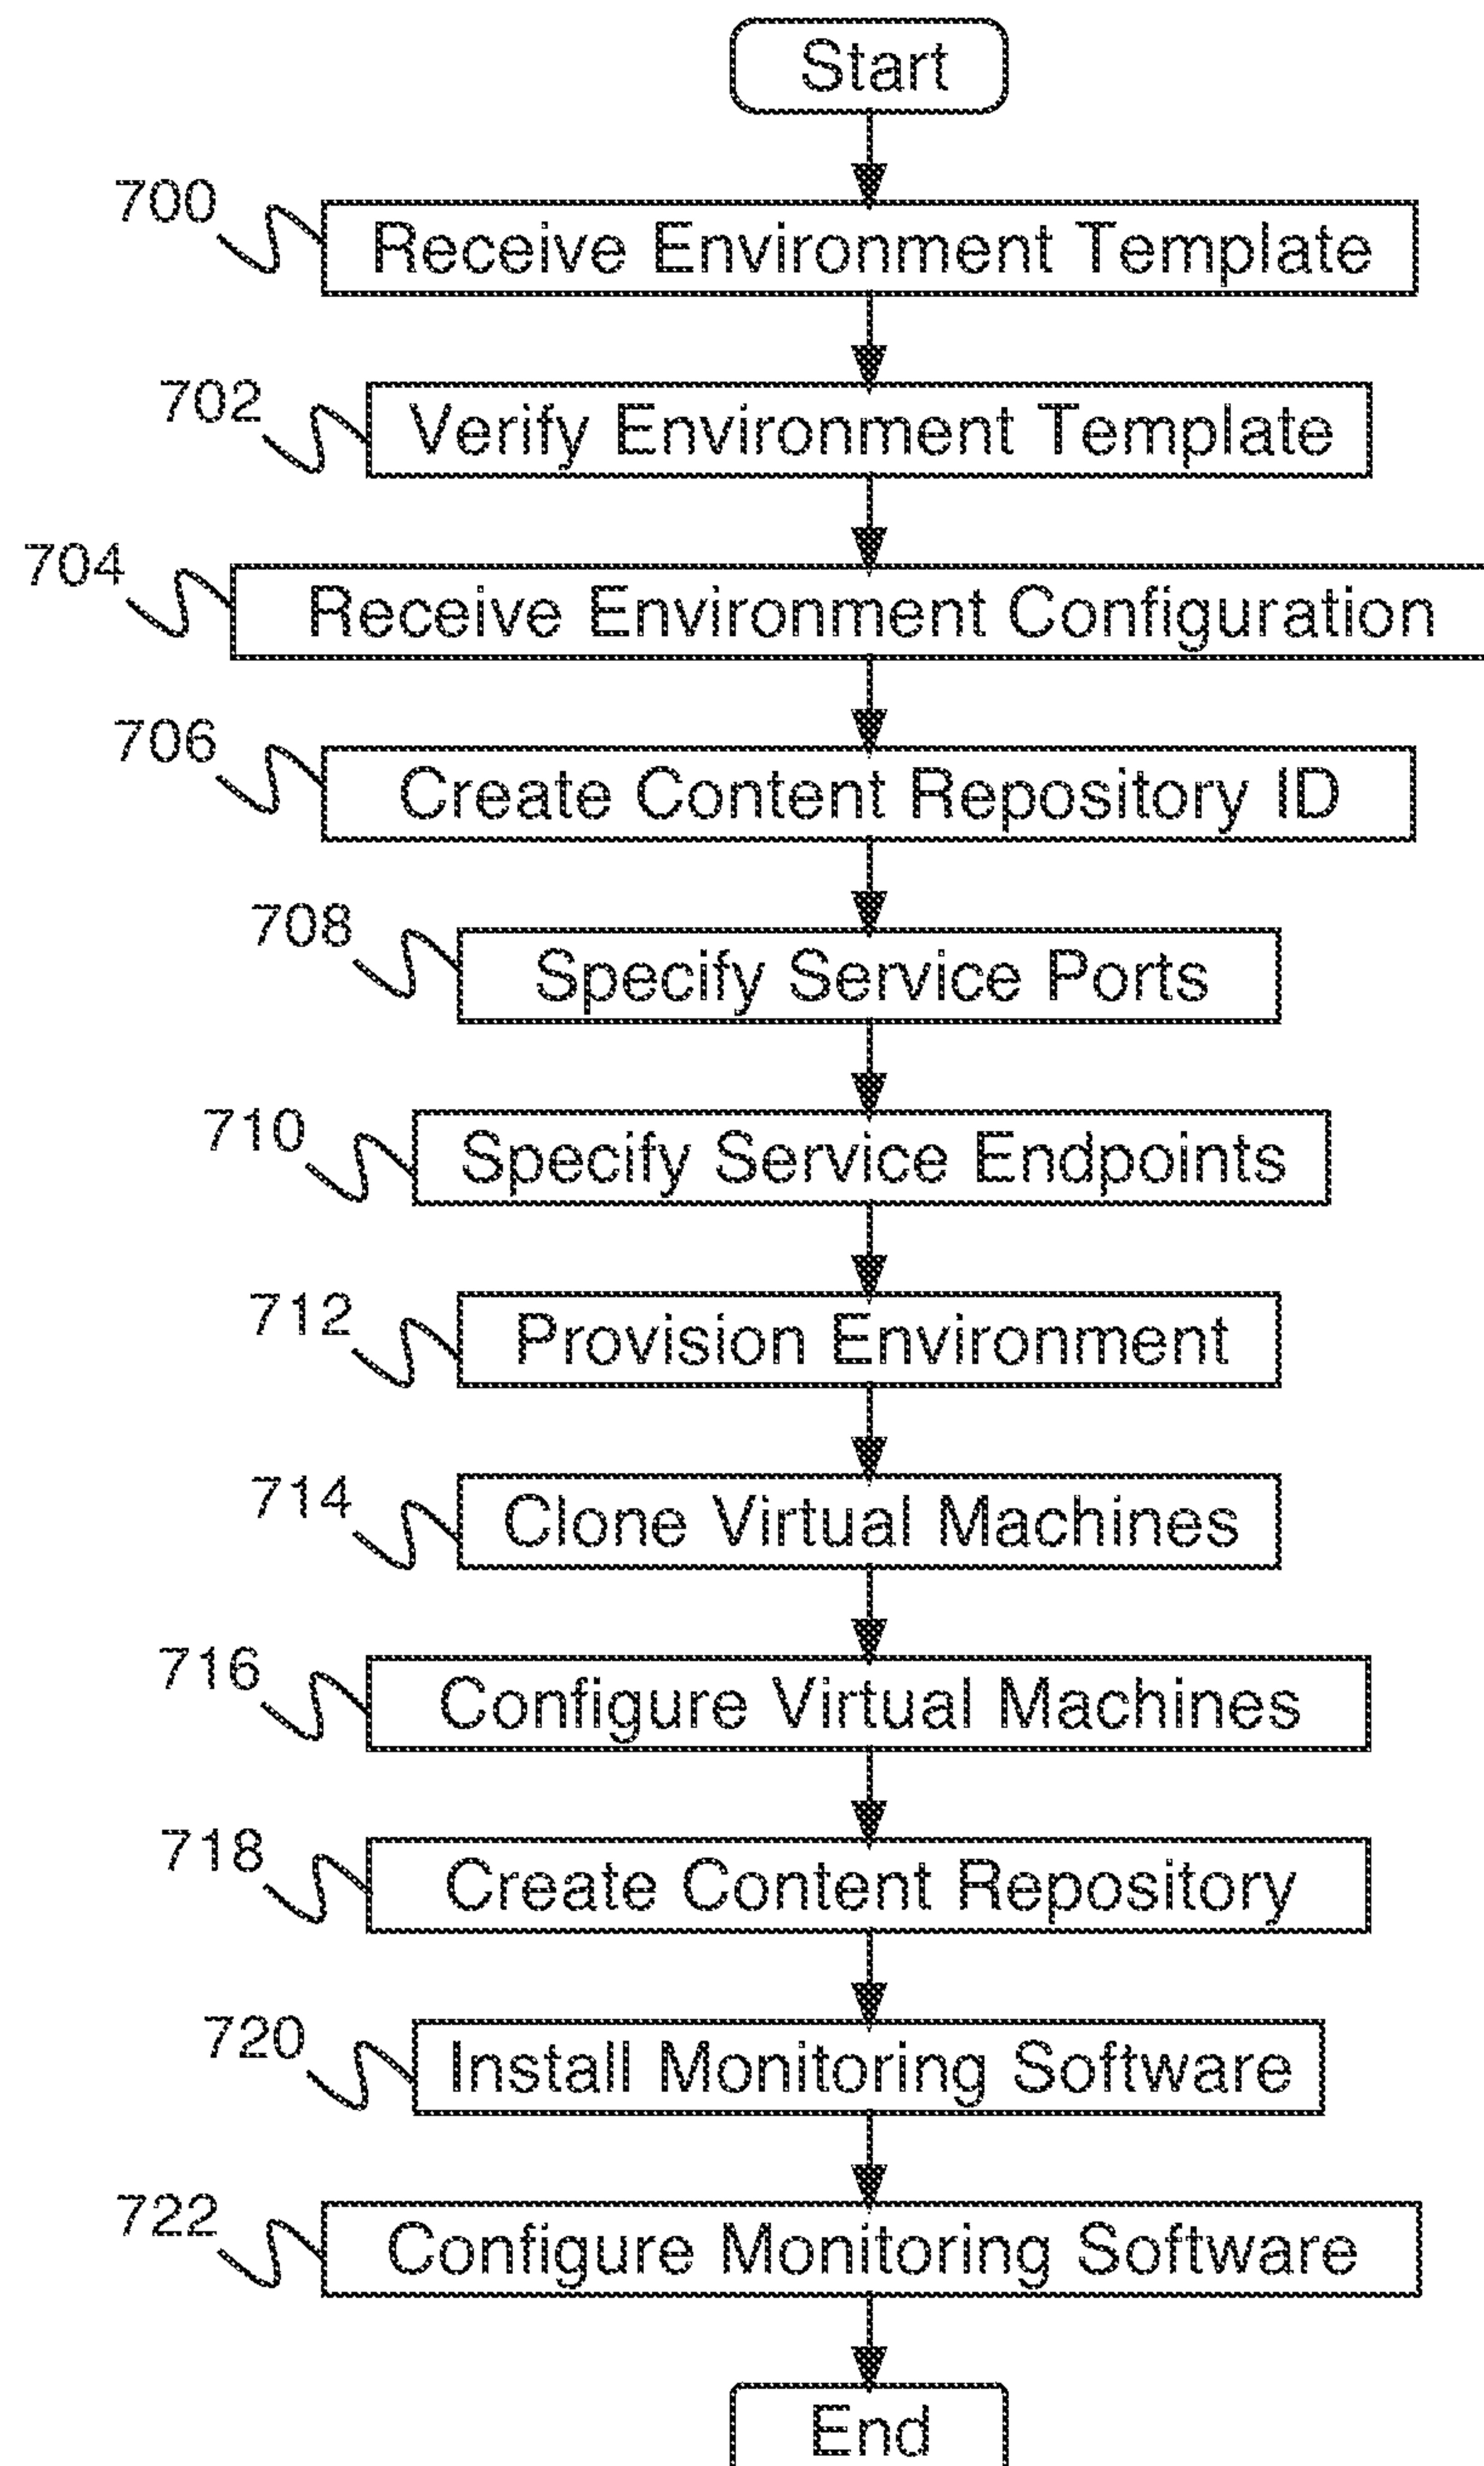 Start
700
Receive Environment Template
702
Verify Environment Template
704
Receive Environment Configuration
706
Create Content Repository ID
708
Specify Service Ports
710
Specify Service Endpoints
712
Provision Environment
714
Clone Virtual Machines
716
Configure Virtual Machines
718
Create Content Repository
720
Install Monitoring Software
722
Configure Monitoring Software
End